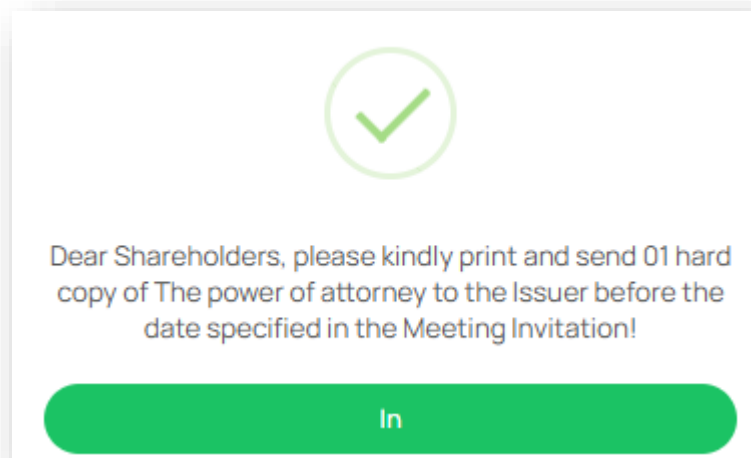 Dear Shareholders, please kindly print and send 01 hard
copy of The power of attorney to the Issuer before the
date specified in the Meeting Invitation!
In